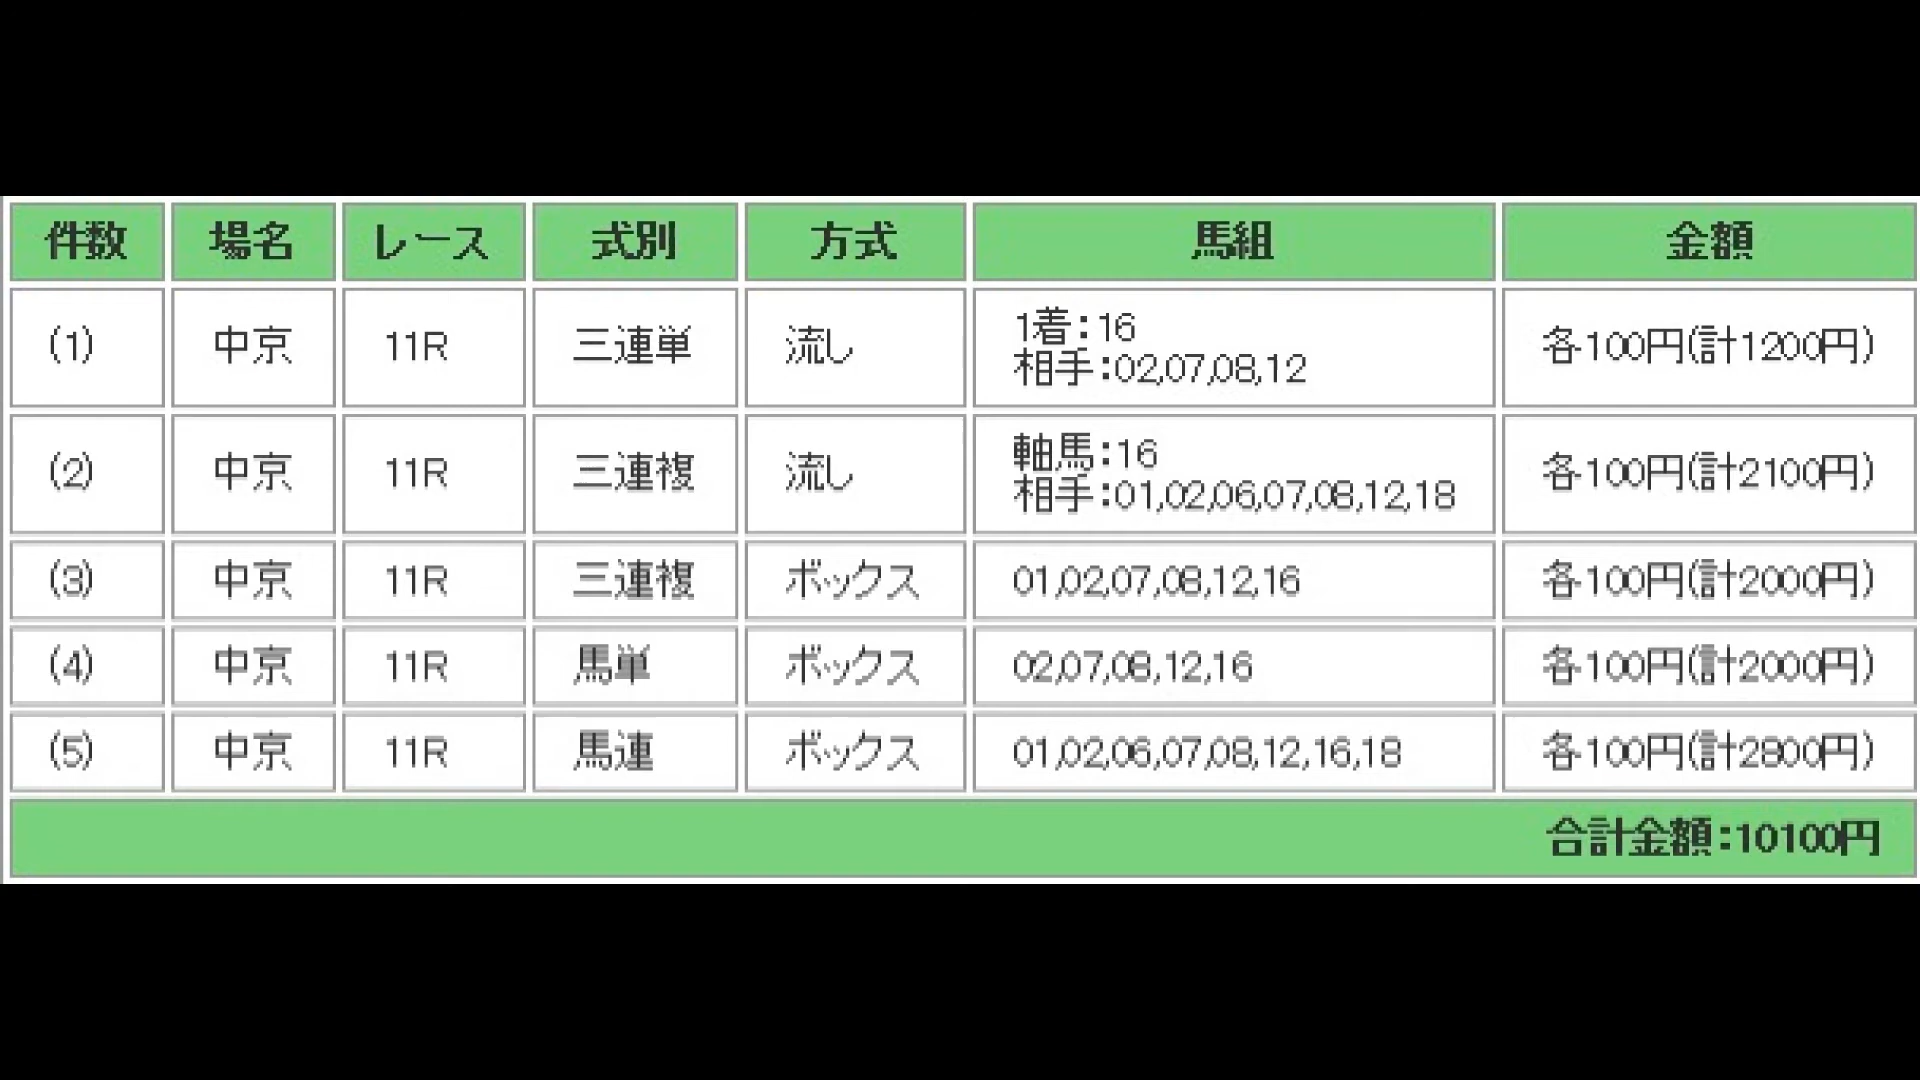 件数 場名 レース 式別 方式 馬組 金額
(1) 中京 11R 三連単 流し 1着:16 各100円(計1200円)
相手:02,07,08,12
(2) 中京 11R 三連複 流し 軸馬:16 各100円(計2100円)
相手:01,02,06,07,08,12,18
(3) 中京 11R 三連複 ボックス 01,02,07,08,12,16 各100円(計2000円)
(4) 中京 11R 馬単 ボックス 02,07,08,12,16 各100円(計2000円)
(5) 中京 11R 馬連 ボックス 01,02,06,07,08,12,16,18 各100円(計2800円)
合計金額:10100円